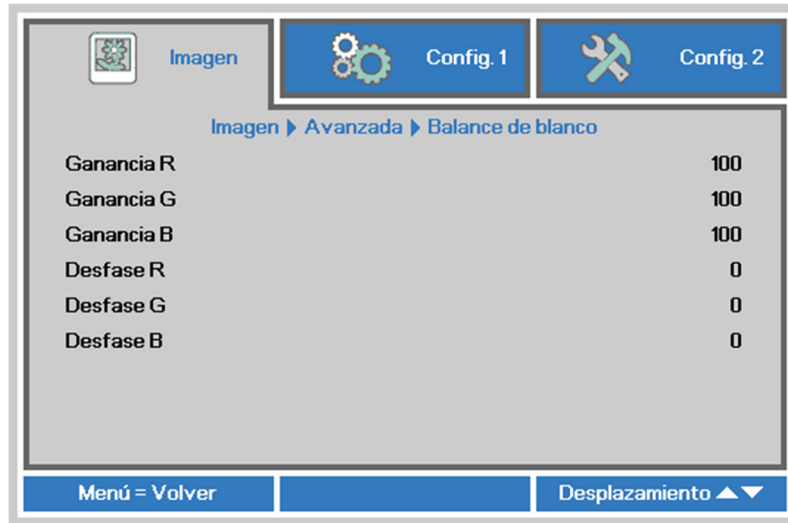 Imagen Config. 1 Config. 2
Imagen ▶ Avanzada ▶ Balance de blanco
Ganancia R 100
Ganancia G 100
Ganancia B 100
Desfase R 0
Desfase G 0
Desfase B 0
Menú = Volver Desplazamiento ▲▼